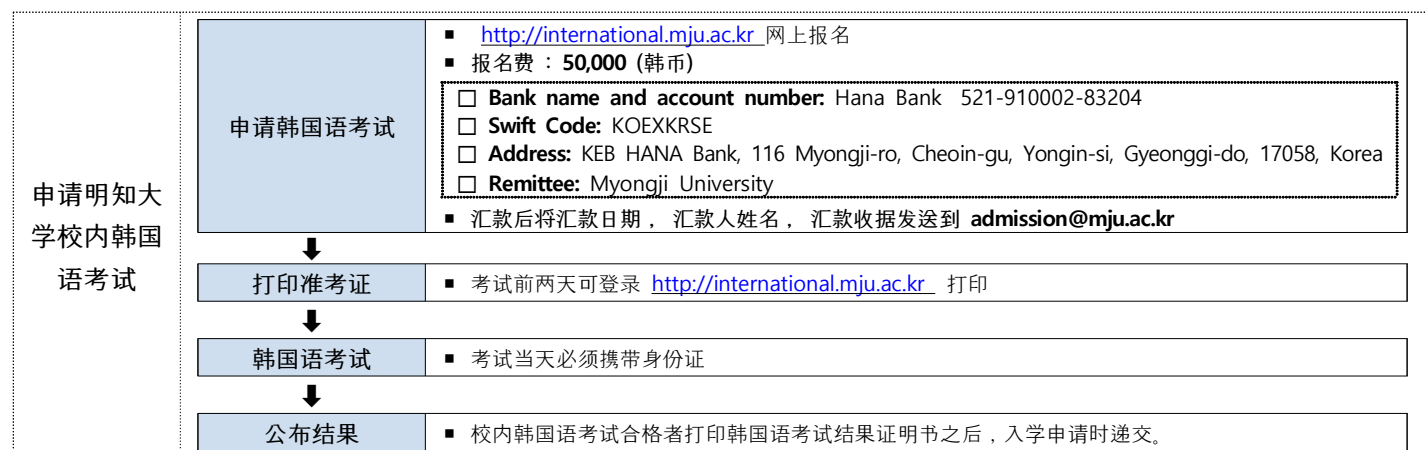 申请明知大
学校内韩国
语考试
申请韩国语考试
■ http://international.mju.ac.kr 网上报名
■ 报名费 : 50,000 (韩币)
□ Bank name and account number: Hana Bank 521-910002-83204
□ Swift Code: KOEXKRSE
□ Address: KEB HANA Bank, 116 Myongji-ro, Cheoin-gu, Yongin-si, Gyeonggi-do, 17058, Korea
□ Remittee: Myongji University
■ 汇款后将汇款日期 , 汇款人姓名 , 汇款收据发送到 admission@mju.ac.kr
打印准考证
■ 考试前两天可登录 http://international.mju.ac.kr 打印
韩国语考试
■ 考试当天必须携带身份证
公布结果
■ 校内韩国语考试合格者打印韩国语考试结果证明书之后 , 入学申请时递交。